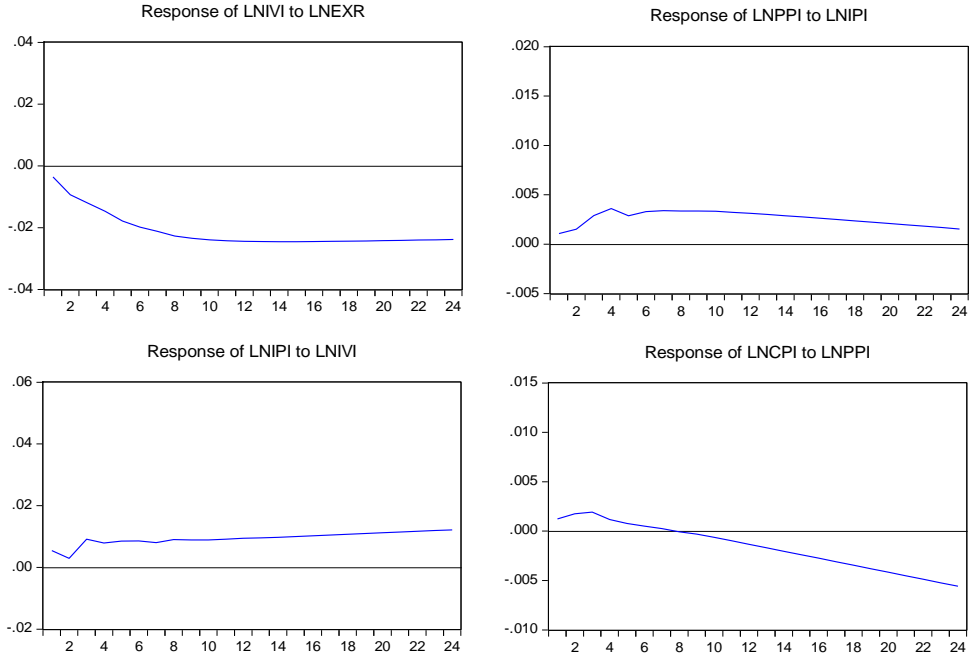 Response of LNIVI to LNEXR
.04
.02
.00
-.02
-.04
2 4 6 8 10 12 14 16 18 20 22 24
Response of LNPPI to LNIPI
.020
.015
.010
.005
.000
-.005
2 4 6 8 10 12 14 16 18 20 22 24
Response of LNIPI to LNIVI
.06
.04
.02
.00
-.02
2 4 6 8 10 12 14 16 18 20 22 24
Response of LNCPI to LNPPI
.015
.010
.005
.000
-.005
-.010
2 4 6 8 10 12 14 16 18 20 22 24